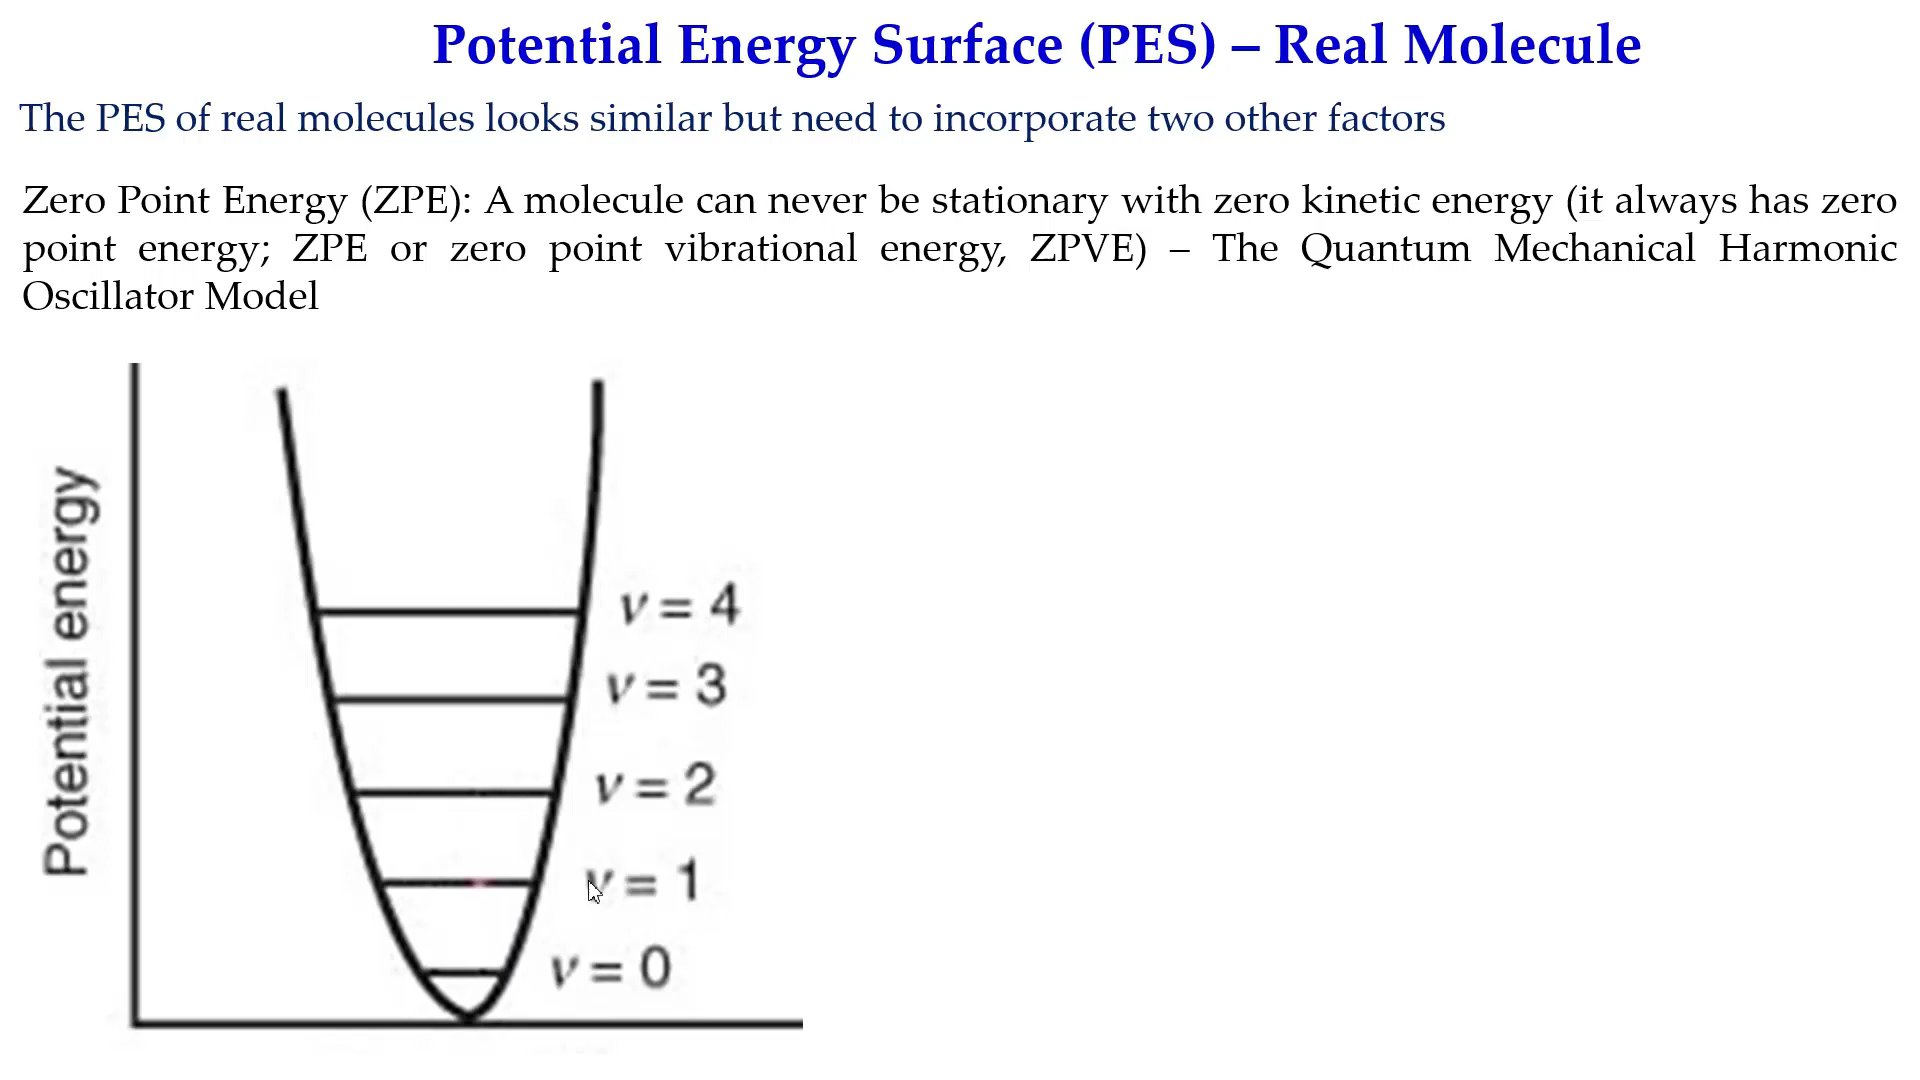 Potential Energy Surface (PES) – Real Molecule
The PES of real molecules looks similar but need to incorporate two other factors
Zero Point Energy (ZPE): A molecule can never be stationary with zero kinetic energy (it always has zero
point energy; ZPE or zero point vibrational energy, ZPVE) – The Quantum Mechanical Harmonic
Oscillator Model
Potential energy
v = 4
v = 3
v = 2
v = 1
v = 0